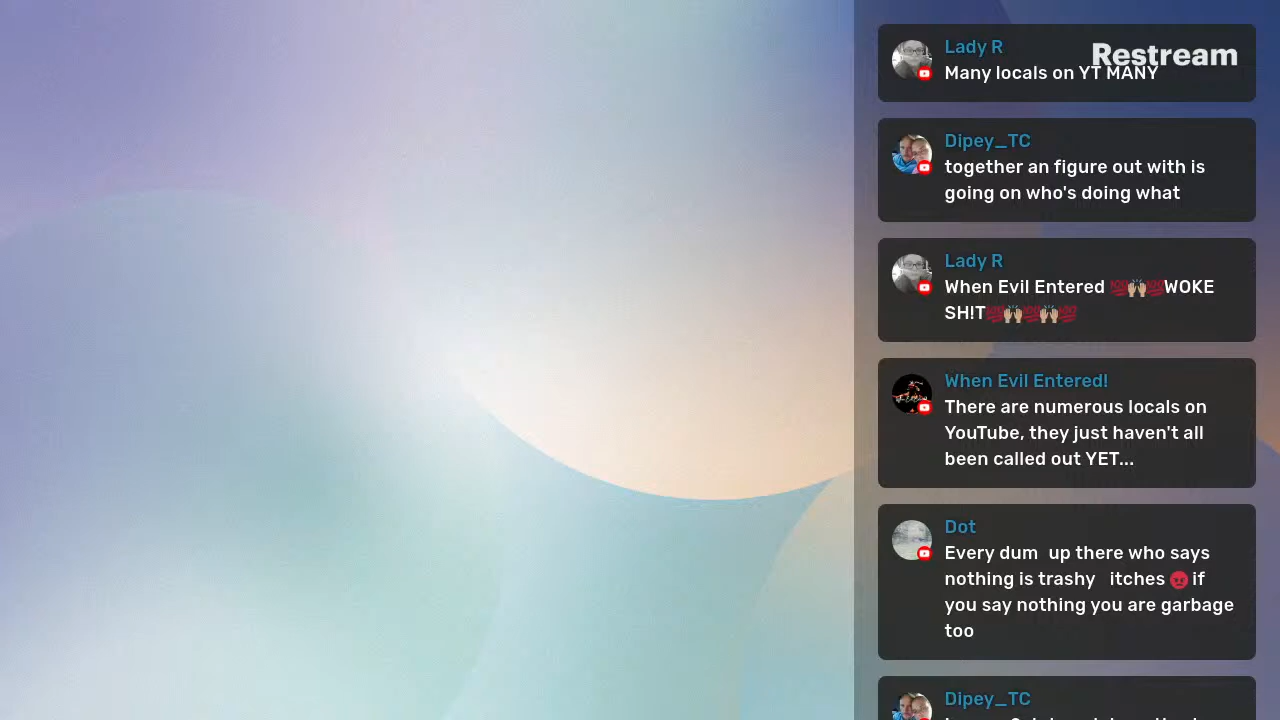 Lady R
Restream
Many locals on YT MANY
Dipey_TC
together an figure out with is
going on who's doing what
Lady R
When Evil Entered 💯🙌🏼💯WOKE
SH!T💯🙌🏼💯🙌🏼💯
When Evil Entered!
There are numerous locals on
YouTube, they just haven't all
been called out YET...
Dot
Every dum up there who says
nothing is trashy itches 😡 if
you say nothing you are garbage
too
Dipey_TC